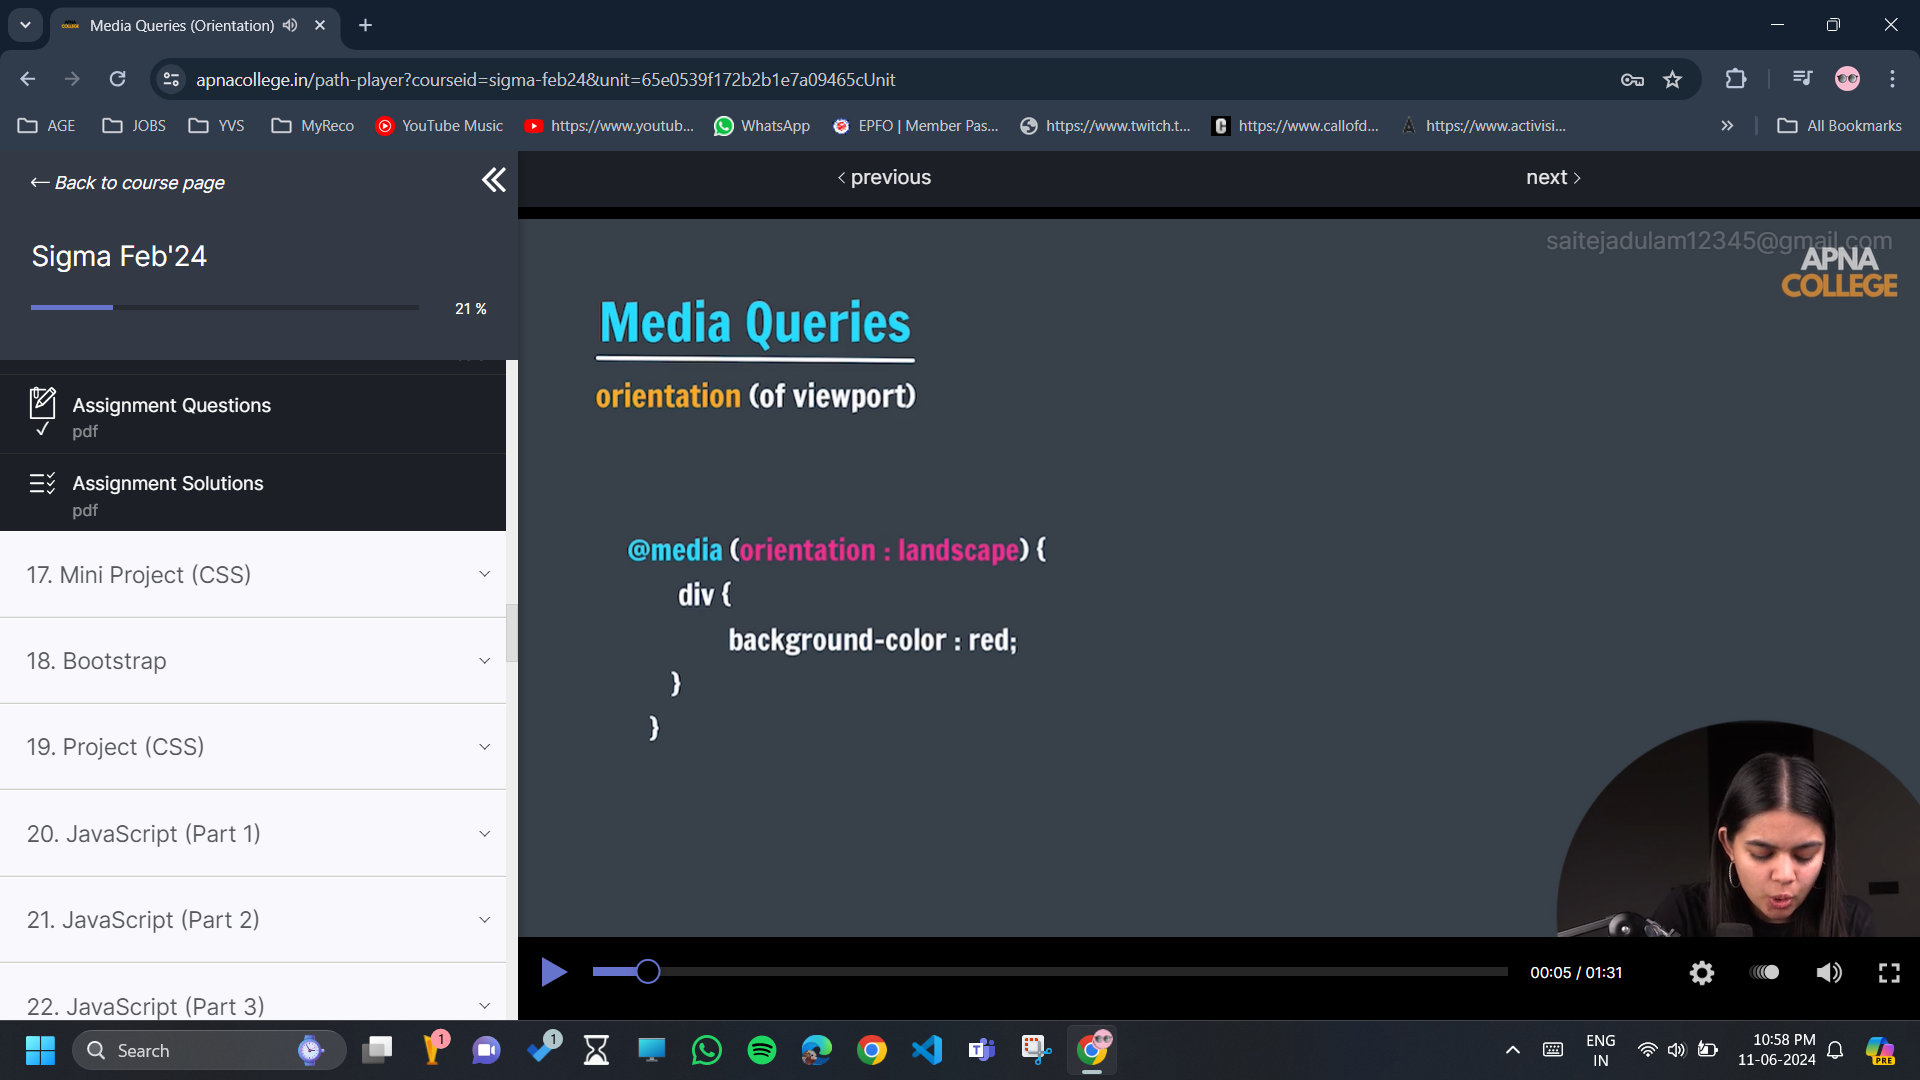 Media Queries (Orientation)
apnacollege.in/path-player?courseid=sigma-feb24&unit=65e0539f172b2b1e7a09465cUnit
AGE JOBS YVS MyReco YouTube Music https://www.youtub... WhatsApp EPFO | Member Pas... https://www.twitch.t... https://www.callofd... https://www.activisi... » All Bookmarks
← Back to course page
‹ previous
next ›
Sigma Feb'24
21 %
Assignment Questions
pdf
Assignment Solutions
pdf
17. Mini Project (CSS)
18. Bootstrap
19. Project (CSS)
20. JavaScript (Part 1)
21. JavaScript (Part 2)
22. JavaScript (Part 3)
saitejadulam12345@gmail.com
APNA
COLLEGE
Media Queries
orientation (of viewport)
@media (orientation : landscape) {
div {
background-color : red;
}
}
00:05 / 01:31
Search
1
1
ENG
IN
10:58 PM
11-06-2024
PRE